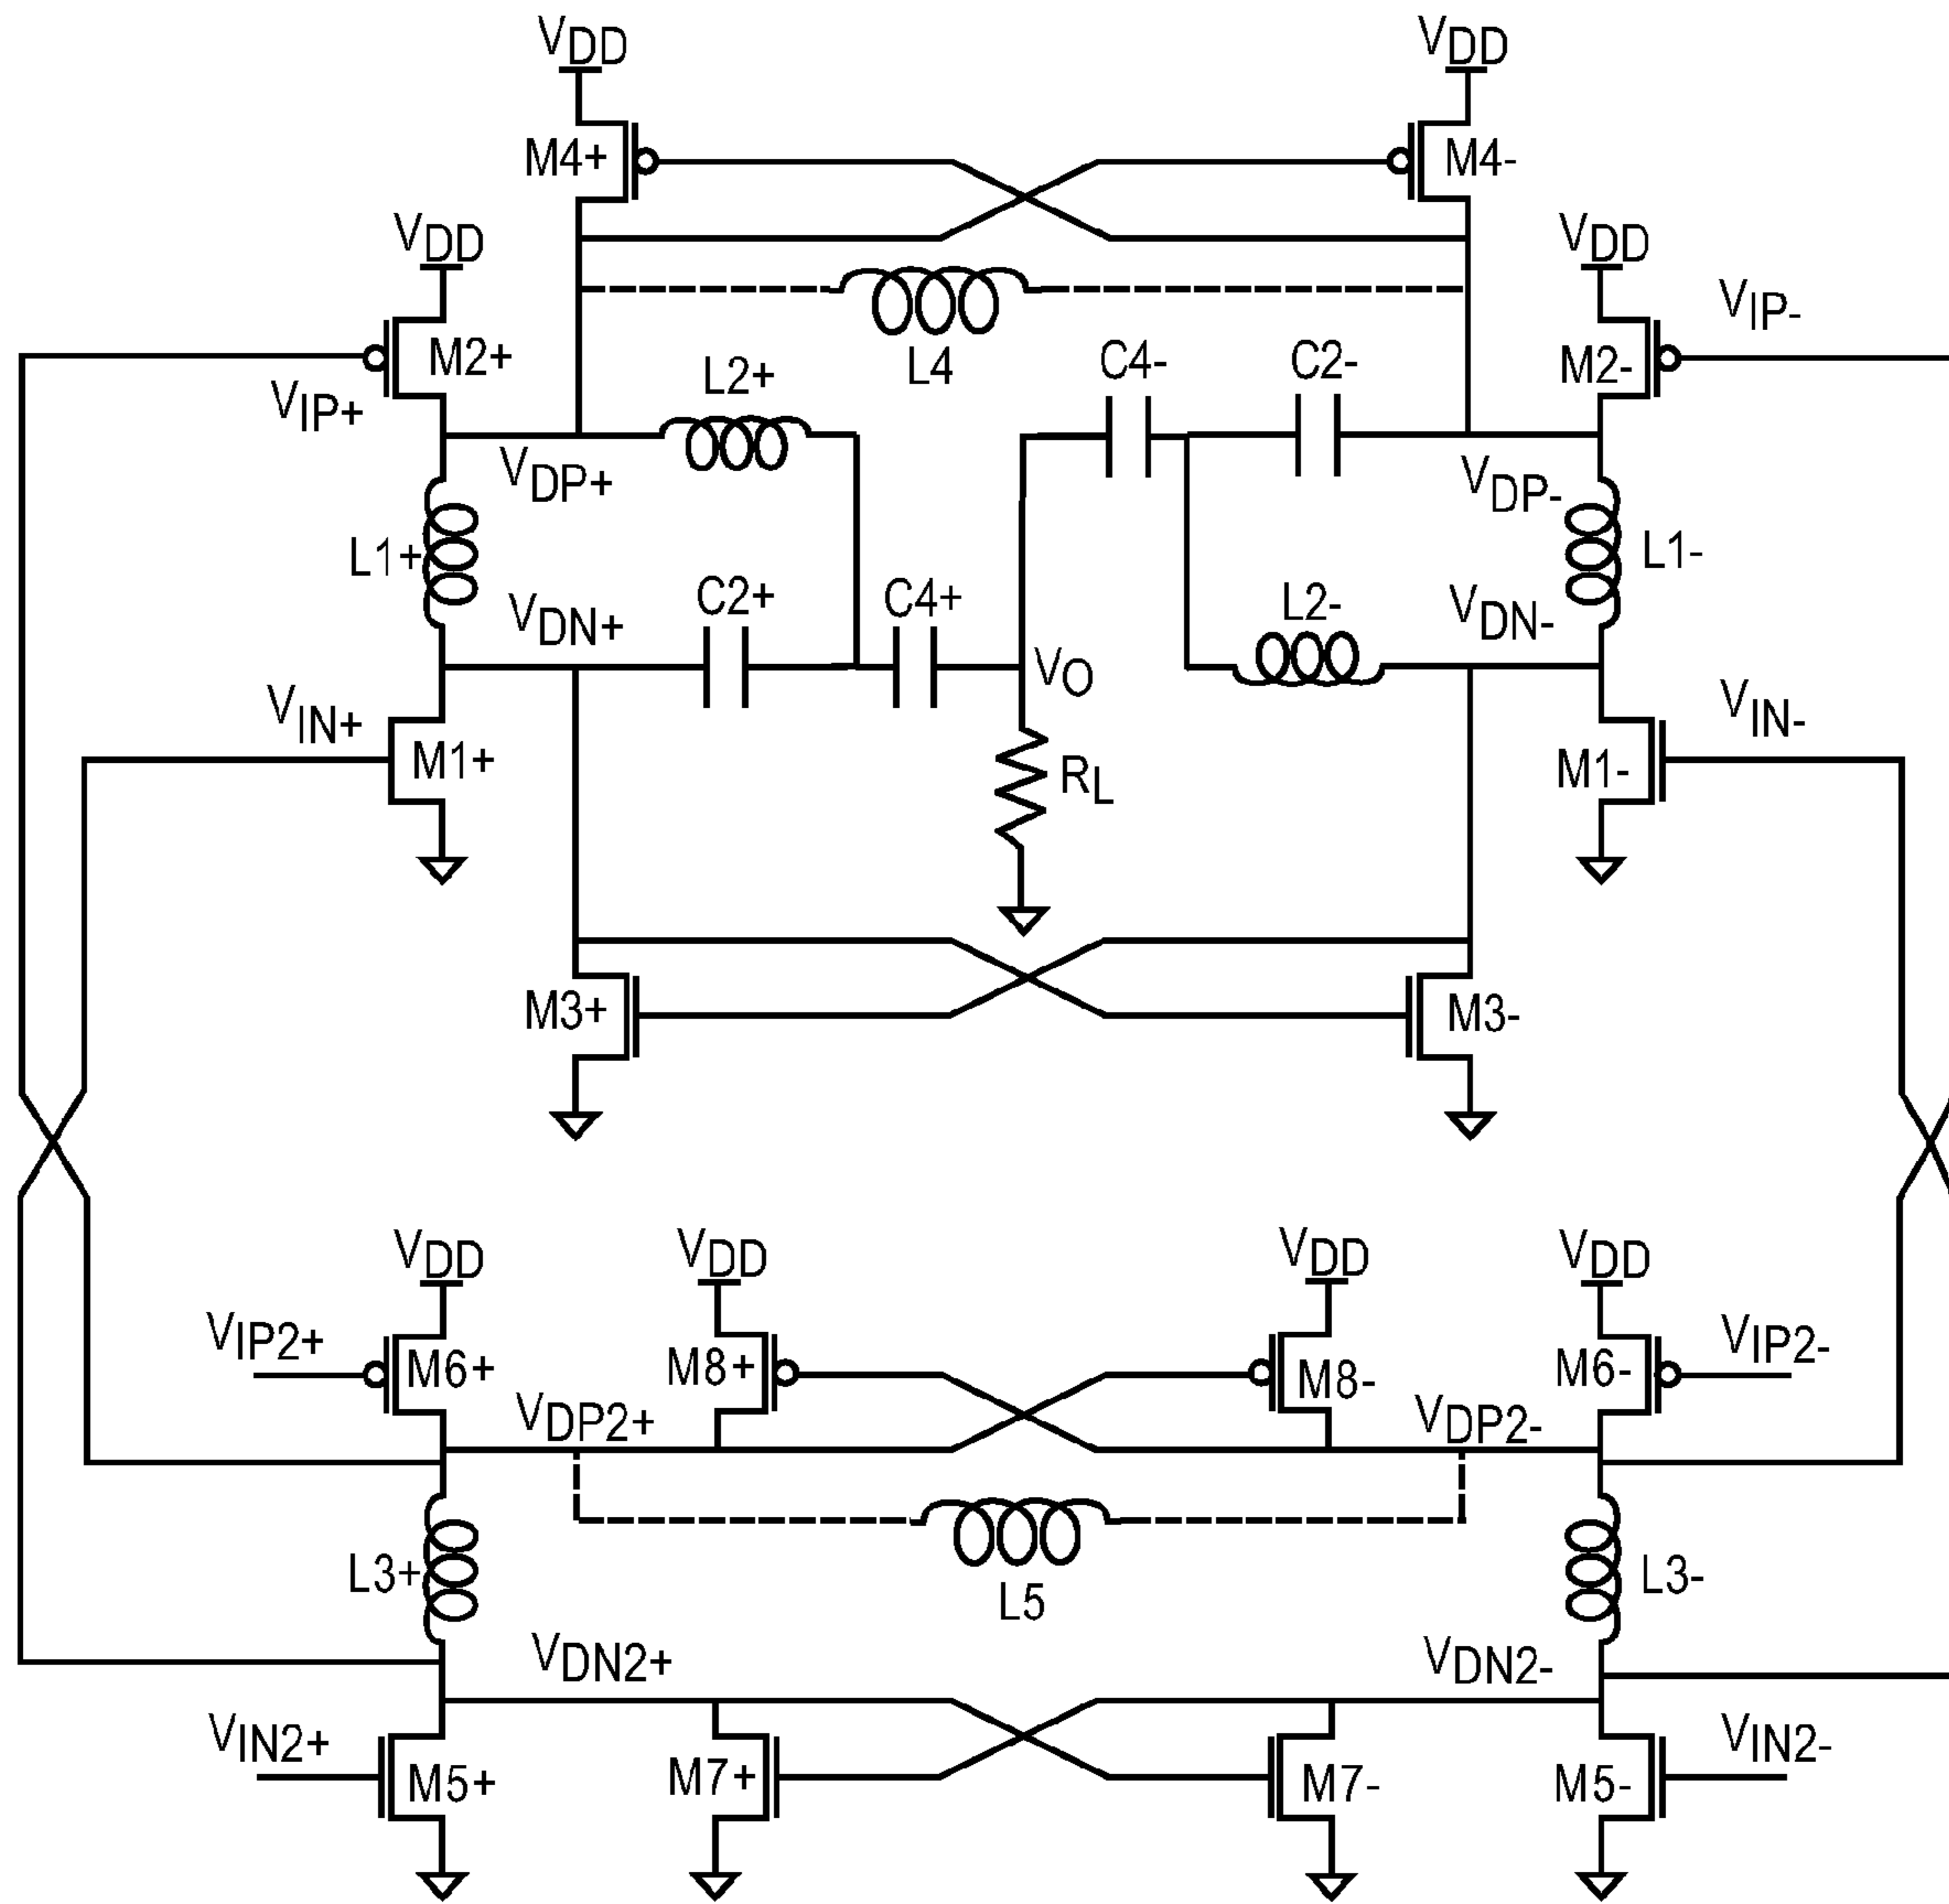 VDD VDD
M4+ M4-
VDD VDD
VIP-
M2+ L4 C4- C2- M2-
VIP+ L2+
VDP+ VDP-
L1+ L1-
VDN+ C2+ C4+ L2- VDN-
VO
VIN+ VIN-
M1+ RL M1-
M3+ M3-
VDD VDD VDD VDD
VIP2+ VIP2-
M6+ M8+ M8- M6-
VDP2+ VDP2-
L3+ L5 L3-
VDN2+ VDN2-
VIN2+ VIN2-
M5+ M7+ M7- M5-